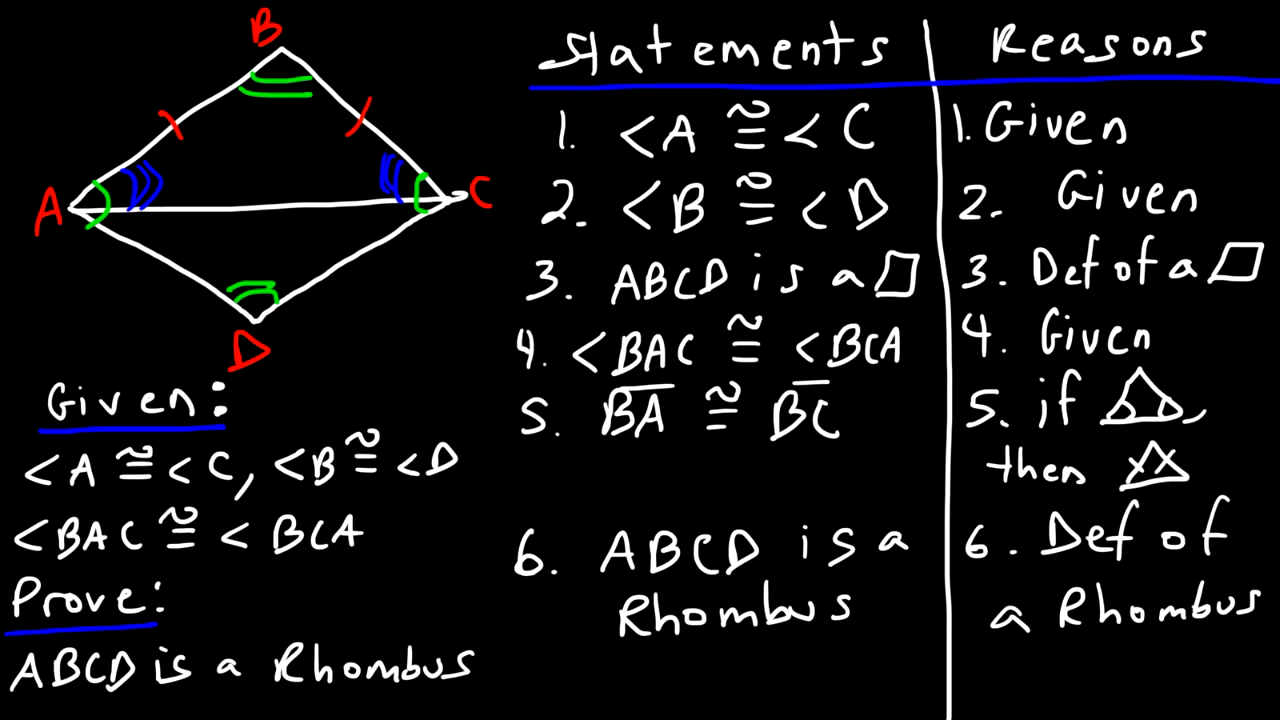 B
A
C
D
Given:
<A ≅ <C, <B ≅ <D
<BAC ≅ < BCA
Prove:
ABCD is a Rhombus
Statements
Reasons
1. <A ≅ < C
1. Given
2. <B ≅ <D
2. Given
3. ABCD is a ▱
3. Def of a ▱
4. <BAC ≅ <BCA
4. Given
5. B̅A̅ ≅ B̅C̅
5. if △,
then △
6. ABCD is a
Rhombus
6. Def of
a Rhombus